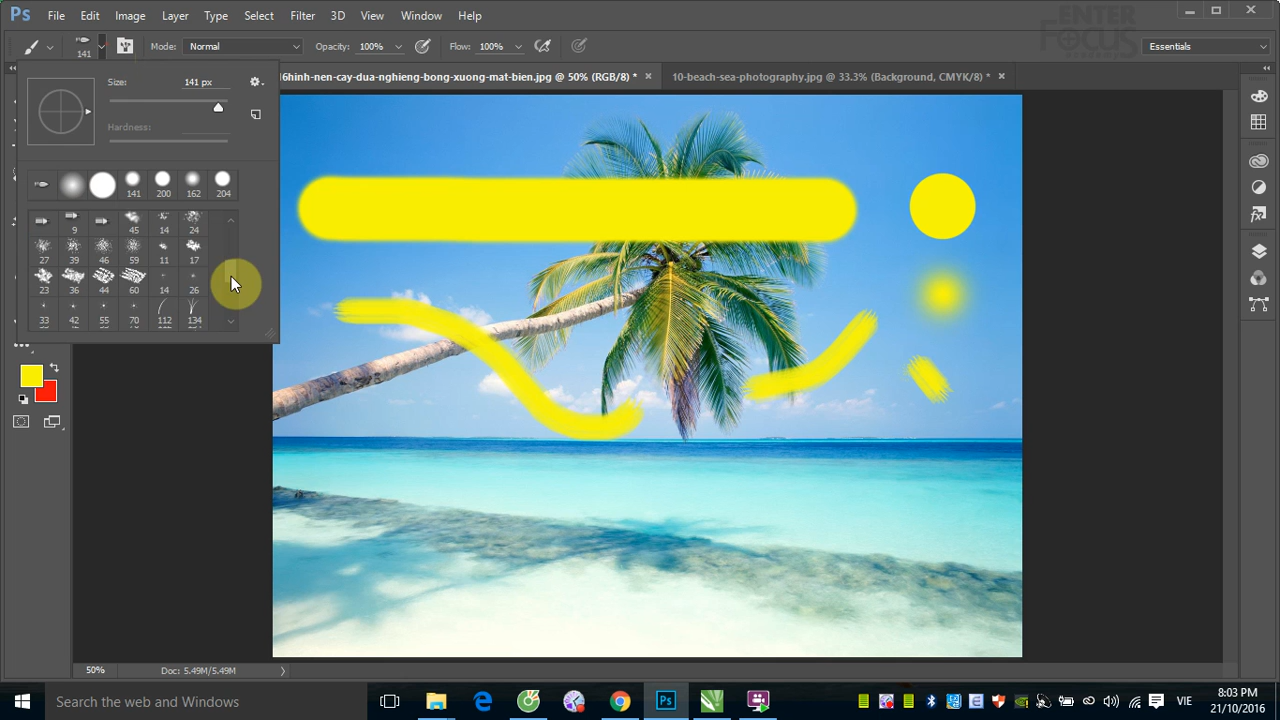 Ps File Edit Image Layer Type Select Filter 3D View Window Help
ENTER
FOCUS
141 Mode: Normal Opacity: 100% Flow: 100% Essentials
6hinh-nen-cay-dua-nghieng-bong-xuong-mat-bien.jpg @ 50% (RGB/8) * 10-beach-sea-photography.jpg @ 33.3% (Background, CMYK/8) *
Size: 141 px
Hardness:
141 200 162 204
9 45 14 24
27 39 46 59 11 17
23 36 44 60 14 26
33 42 55 70 112 134
50% Doc: 5.49M/5.49M
Search the web and Windows
Ps
VIE
8:03 PM
21/10/2016